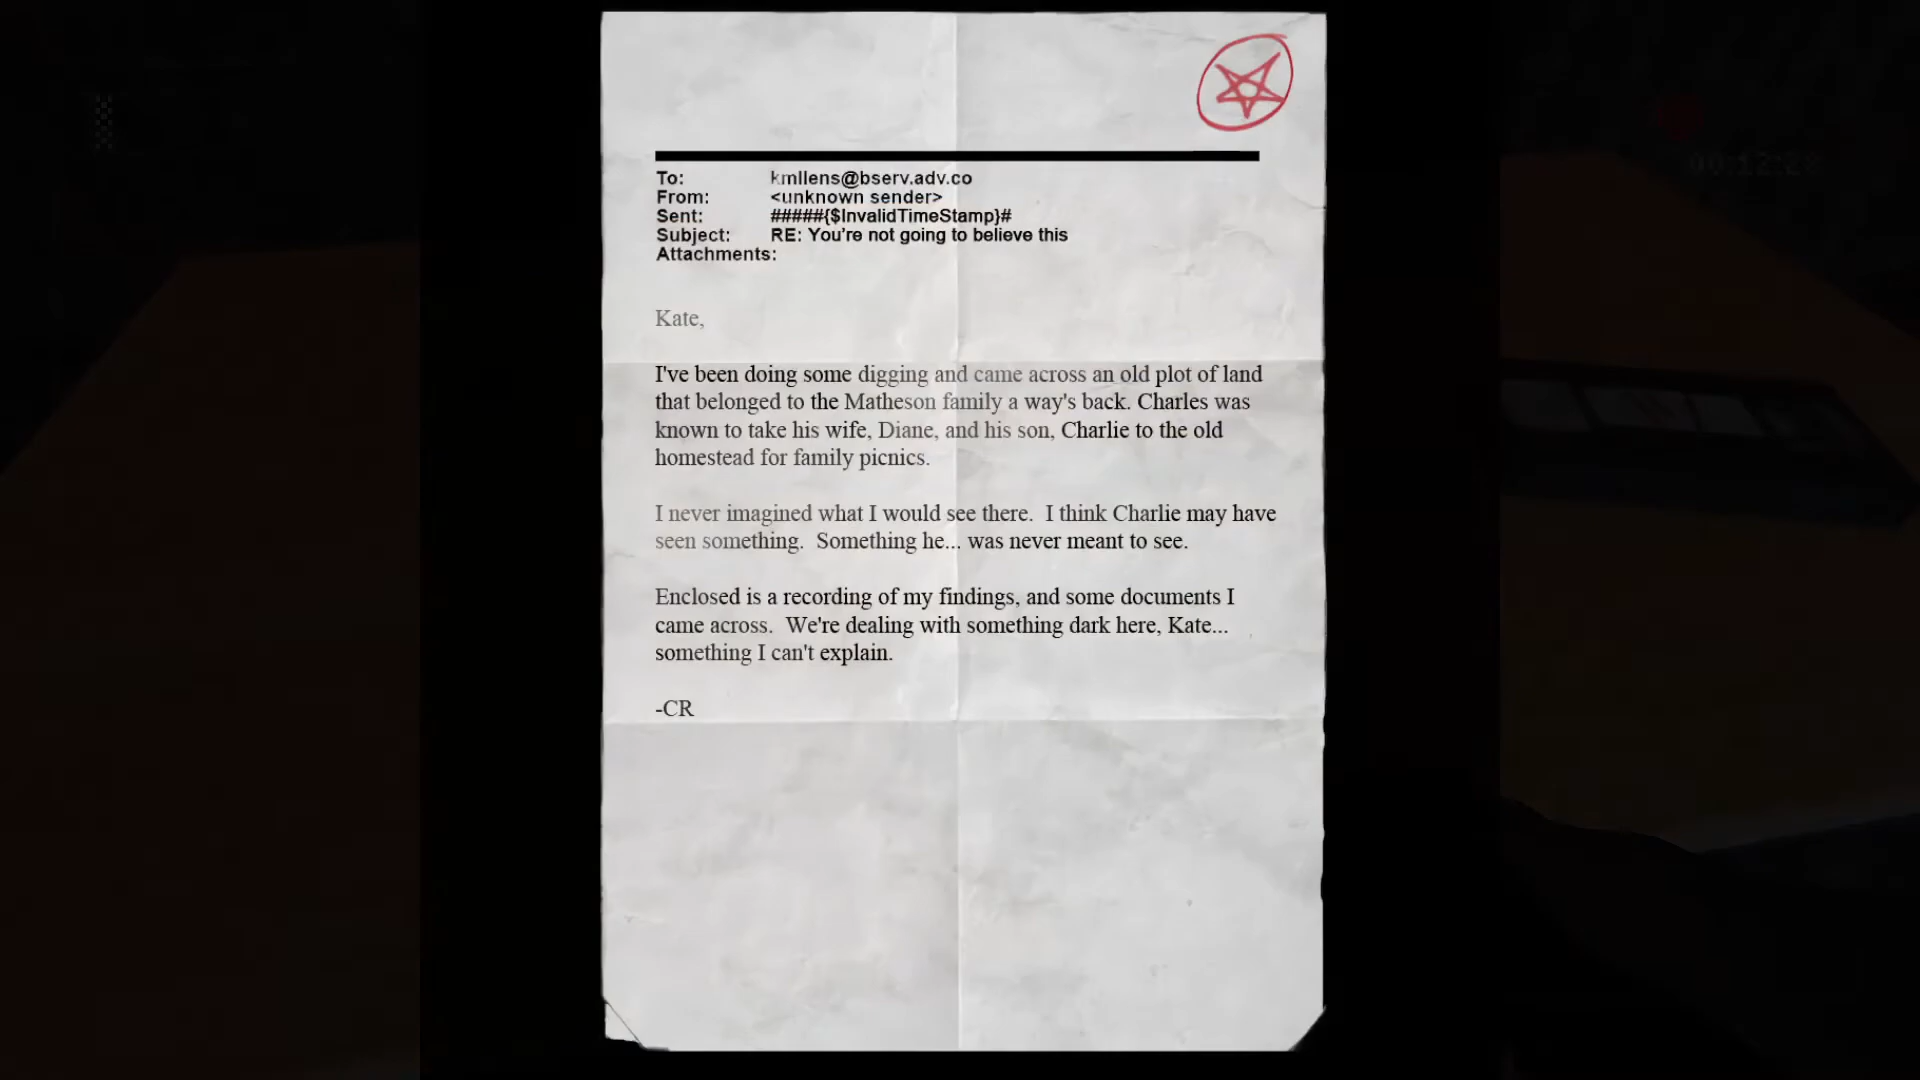 To: kmllens@bserv.adv.co
From: <unknown sender>
Sent: #####{$InvalidTimeStamp}#
Subject: RE: You're not going to believe this
Attachments:
Kate,
I've been doing some digging and came across an old plot of land
that belonged to the Matheson family a way's back. Charles was
known to take his wife, Diane, and his son, Charlie to the old
homestead for family picnics.
I never imagined what I would see there. I think Charlie may have
seen something. Something he... was never meant to see.
Enclosed is a recording of my findings, and some documents I
came across. We're dealing with something dark here, Kate...
something I can't explain.
-CR